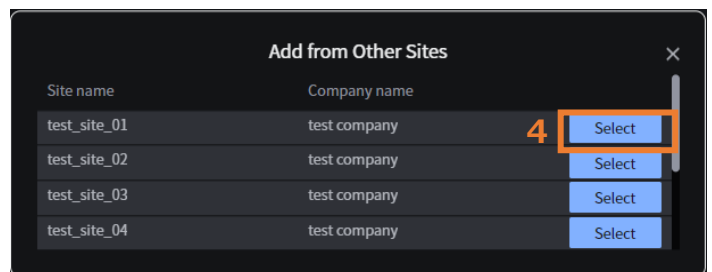 Add from Other Sites ×
Site name Company name
test_site_01 test company 4 Select
test_site_02 test company Select
test_site_03 test company Select
test_site_04 test company Select